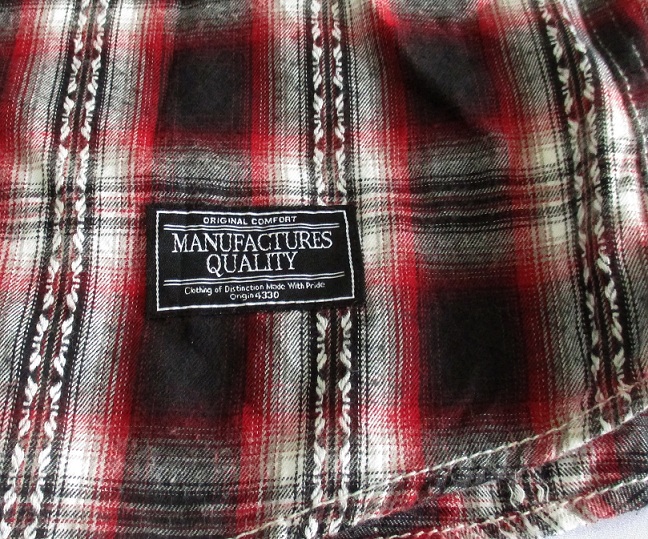 ORIGINAL COMFORT
MANUFACTURES
QUALITY
Clothing of Distinction Made With Pride
Origin4330